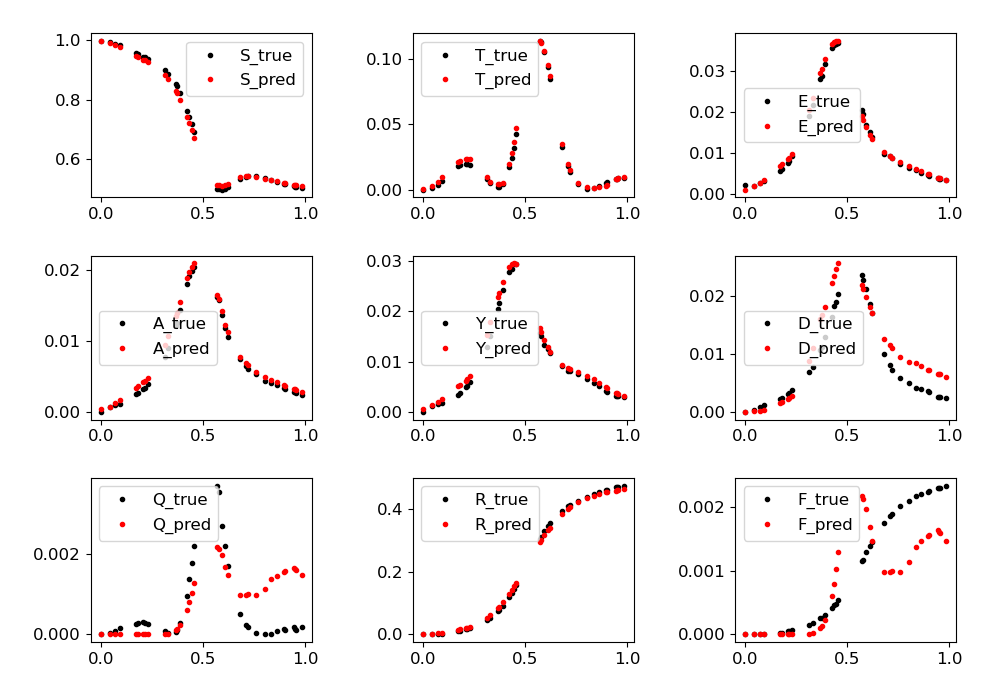 1.0
0.8
0.6
0.0 0.5 1.0
S_true
S_pred
0.10
0.05
0.00
0.0 0.5 1.0
T_true
T_pred
0.03
0.02
0.01
0.00
0.0 0.5 1.0
E_true
E_pred
0.02
0.01
0.00
0.0 0.5 1.0
A_true
A_pred
0.03
0.02
0.01
0.00
0.0 0.5 1.0
Y_true
Y_pred
0.02
0.01
0.00
0.0 0.5 1.0
D_true
D_pred
0.002
0.000
0.0 0.5 1.0
Q_true
Q_pred
0.4
0.2
0.0
0.0 0.5 1.0
R_true
R_pred
0.002
0.001
0.000
0.0 0.5 1.0
F_true
F_pred